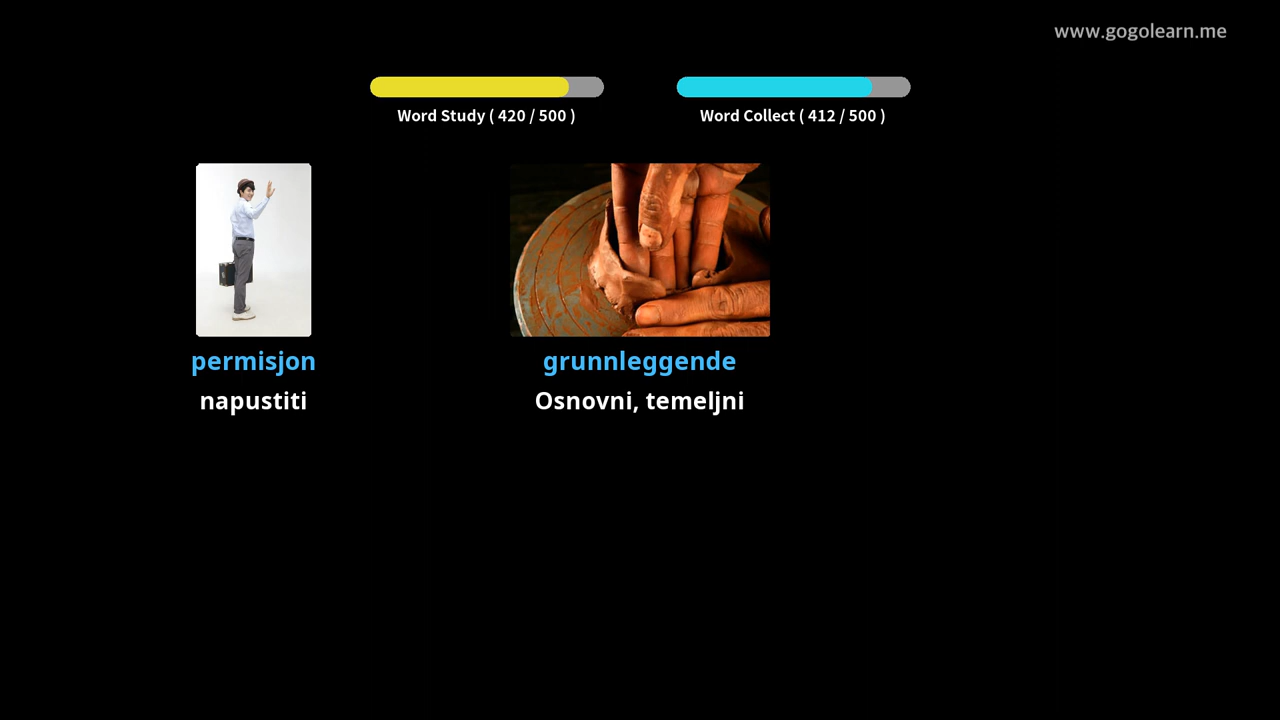 www.gogolearn.me
Word Study ( 420 / 500 )
Word Collect ( 412 / 500 )
permisjon
grunnleggende
napustiti
Osnovni, temeljni